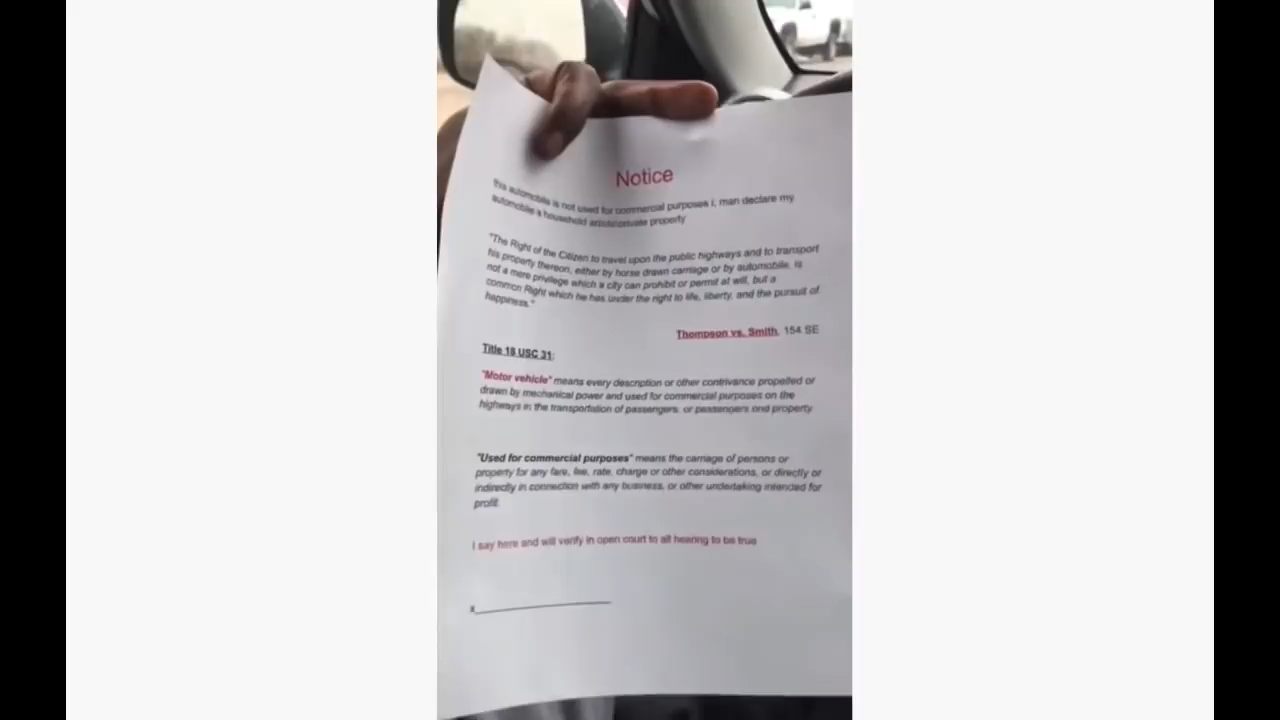 Notice
this automobile is not used for commercial purposes i; man declare my
automobile a household article/private property
"The Right of the Citizen to travel upon the public highways and to transport
his property thereon, either by horse drawn carriage or by automobile, is
not a mere privilege which a city can prohibit or permit at will, but a
common Right which he has under the right to life, liberty, and the pursuit of
happiness."
Thompson vs. Smith, 154 SE
Title 18 USC 31:
"Motor vehicle" means every description or other contrivance propelled or
drawn by mechanical power and used for commercial purposes on the
highways in the transportation of passengers, or passengers and property
"Used for commercial purposes" means the carriage of persons or
property for any fare, fee, rate, charge or other considerations, or directly or
indirectly in connection with any business, or other undertaking intended for
profit.
I say here and will verify in open court to all hearing to be true
x